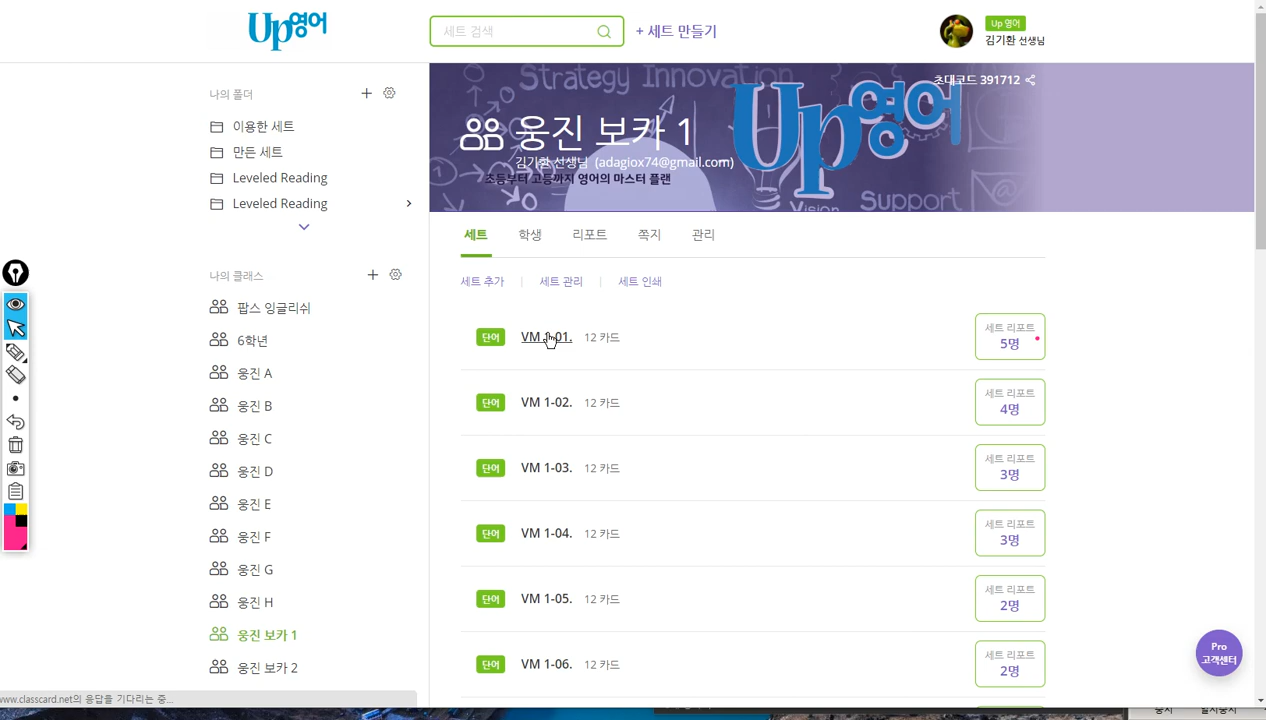 Up영어
세트 검색
+ 세트 만들기
Up 영어
김기환 선생님
나의 폴더
이용한 세트
만든 세트
Leveled Reading
Leveled Reading
나의 클래스
팝스 잉글리쉬
6학년
웅진 A
웅진 B
웅진 C
웅진 D
웅진 E
웅진 F
웅진 G
웅진 H
웅진 보카 1
웅진 보카 2
Strategy Innovation
초대코드 391712
웅진 보카 1
Up영어
김기환 선생님 (adagiox74@gmail.com)
초등부터 고등까지 영어의 마스터 플랜
Vision
Support
세트 학생 리포트 쪽지 관리
세트 추가 세트 관리 세트 인쇄
단어 VM 1-01. 12 카드 세트 리포트
5명
단어 VM 1-02. 12 카드 세트 리포트
4명
단어 VM 1-03. 12 카드 세트 리포트
3명
단어 VM 1-04. 12 카드 세트 리포트
3명
단어 VM 1-05. 12 카드 세트 리포트
2명
단어 VM 1-06. 12 카드 세트 리포트
2명
Pro
고객센터
www.classcard.net의 응답을 기다리는 중...